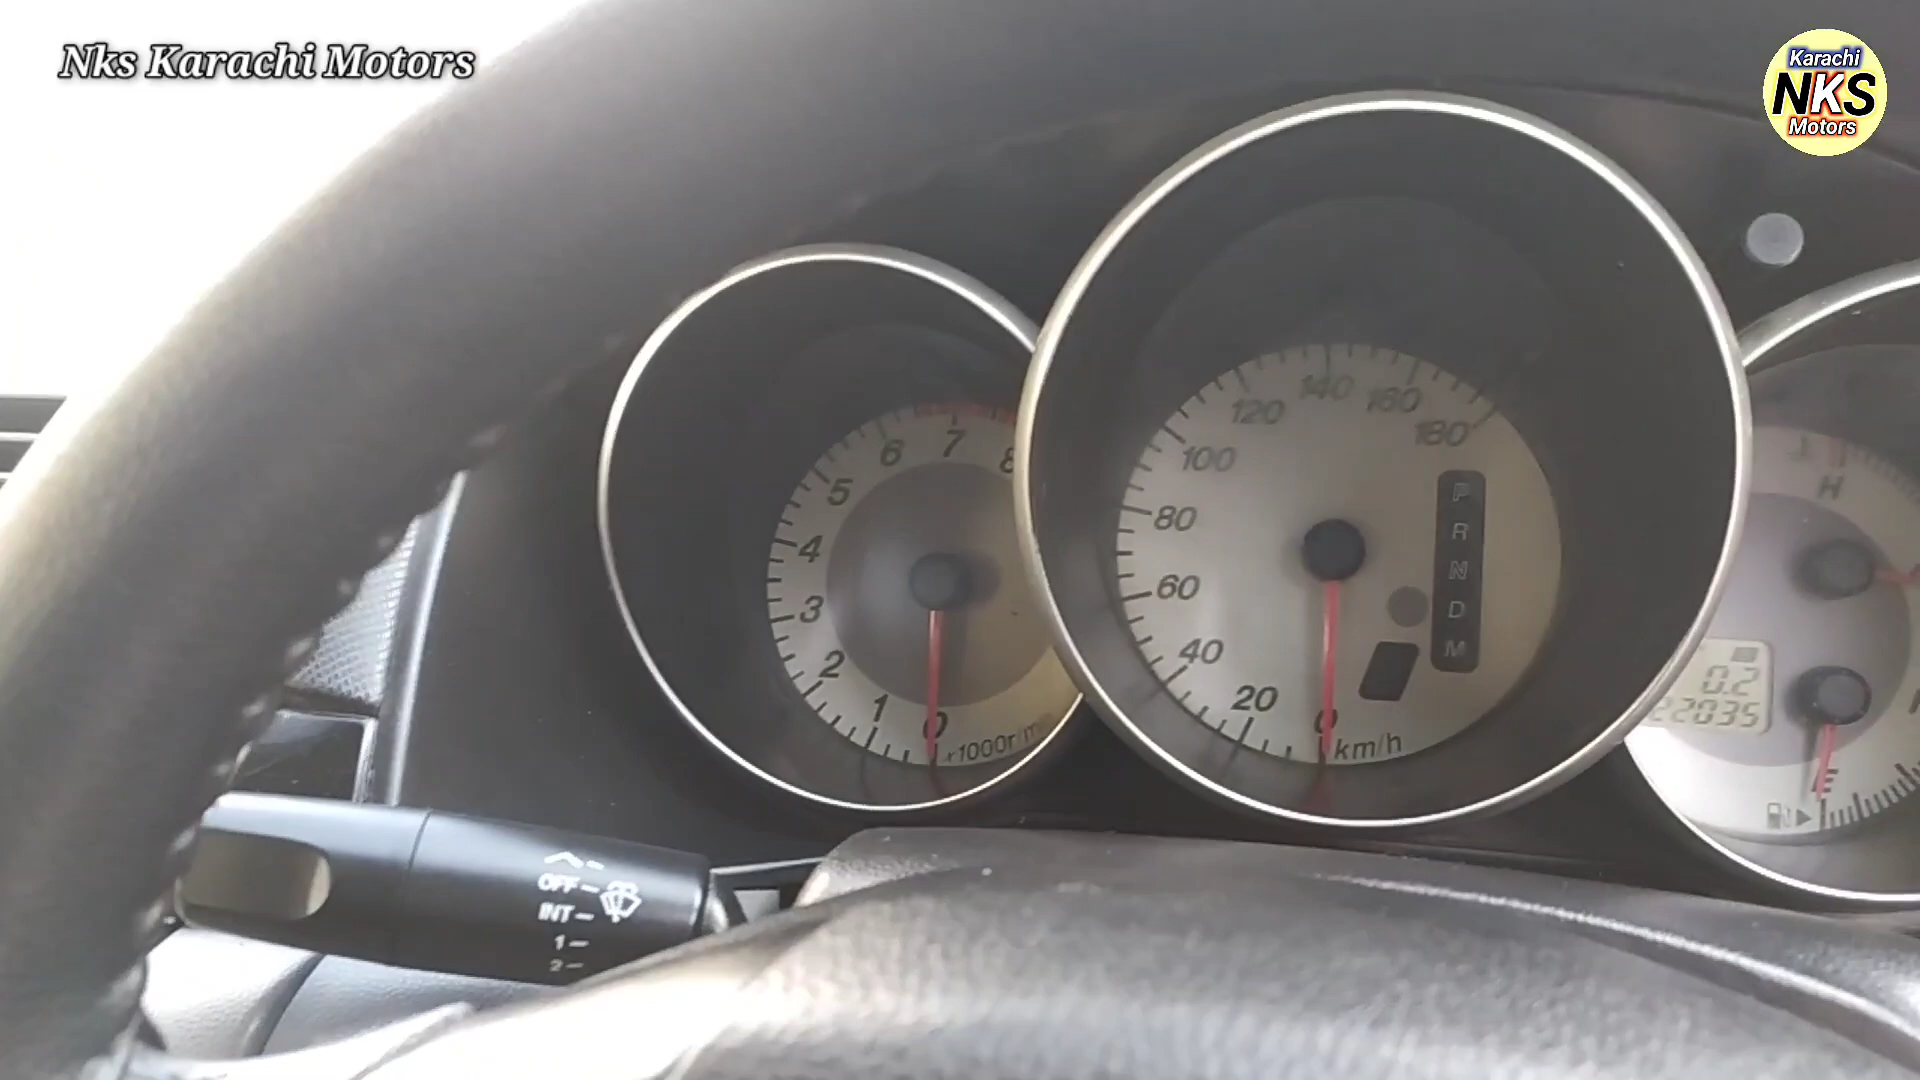 Nks Karachi Motors
Karachi
NKS
Motors
0 1 2 3 4 5 6 7 8
x1000r/m
0 20 40 60 80 100 120 140 160 180
km/h
P
R
N
D
M
H
0.2
22035
E
OFF
INT
1
2